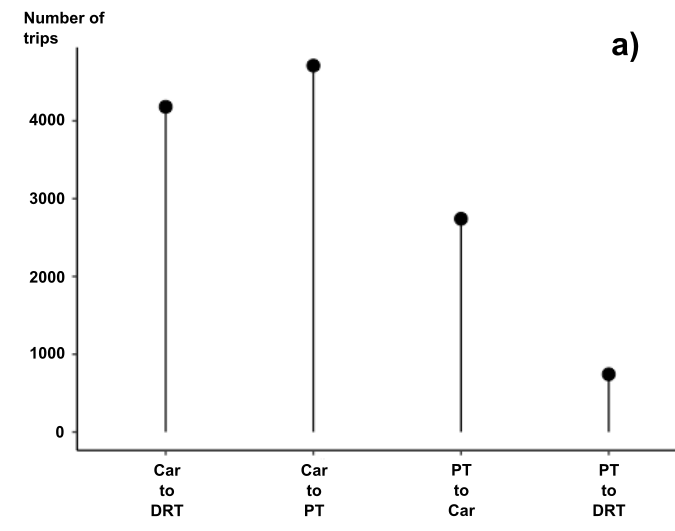 Number of
trips
a)
4000
3000
2000
1000
0
Car
to
DRT
Car
to
PT
PT
to
Car
PT
to
DRT